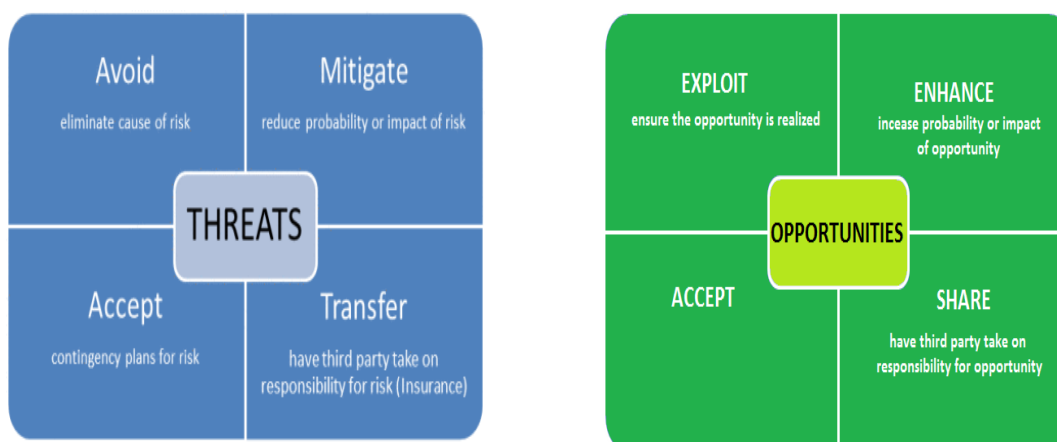 Avoid
eliminate cause of risk
Mitigate
reduce probability or impact of risk
THREATS
Accept
contingency plans for risk
Transfer
have third party take on
responsibility for risk (Insurance)
EXPLOIT
ensure the opportunity is realized
ENHANCE
incease probability or impact
of opportunity
OPPORTUNITIES
ACCEPT
SHARE
have third party take on
responsibility for opportunity